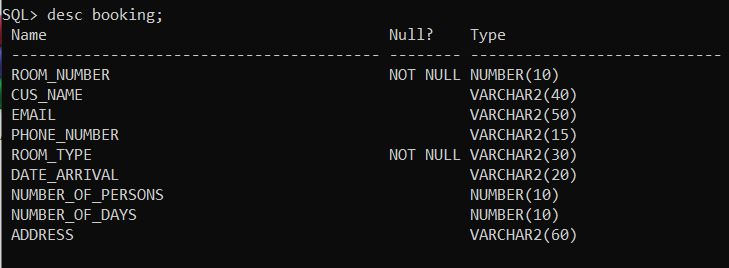 SQL> desc booking;
Name Null? Type
----------------------------------------- -------- ----------------------------
ROOM_NUMBER NOT NULL NUMBER(10)
CUS_NAME VARCHAR2(40)
EMAIL VARCHAR2(50)
PHONE_NUMBER VARCHAR2(15)
ROOM_TYPE NOT NULL VARCHAR2(30)
DATE_ARRIVAL VARCHAR2(20)
NUMBER_OF_PERSONS NUMBER(10)
NUMBER_OF_DAYS NUMBER(10)
ADDRESS VARCHAR2(60)